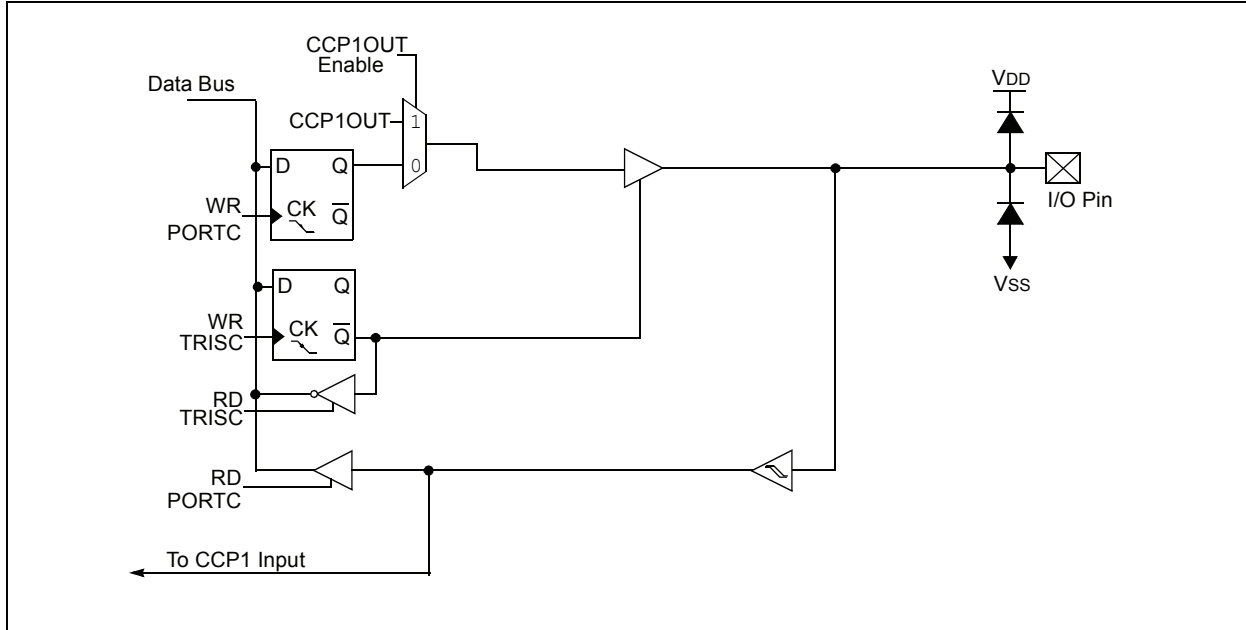 CCP1OUT
Enable
Data Bus
VDD
CCP1OUT
1
0
D Q
CK Q
WR
PORTC
I/O Pin
VSS
D Q
CK Q
WR
TRISC
RD
TRISC
RD
PORTC
To CCP1 Input